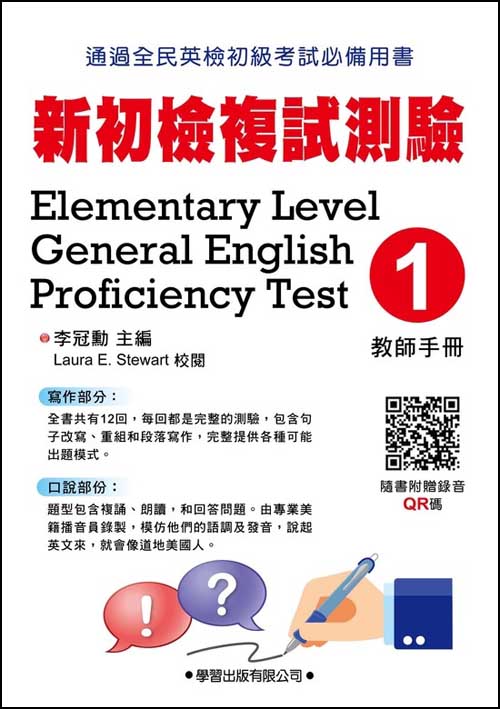 通過全民英檢初級考試必備用書
新初檢複試測驗
Elementary Level
General English
Proficiency Test
1
教師手冊
李冠勳 主編
Laura E. Stewart 校閱
寫作部分：
全書共有12回，每回都是完整的測驗，包含句
子改寫、重組和段落寫作，完整提供各種可能
出題模式。
口說部份：
題型包含複誦、朗讀，和回答問題。由專業美
籍播音員錄製，模仿他們的語調及發音，說起
英文來，就會像道地美國人。
隨書附贈錄音
QR碼
! ?
•學習出版有限公司•